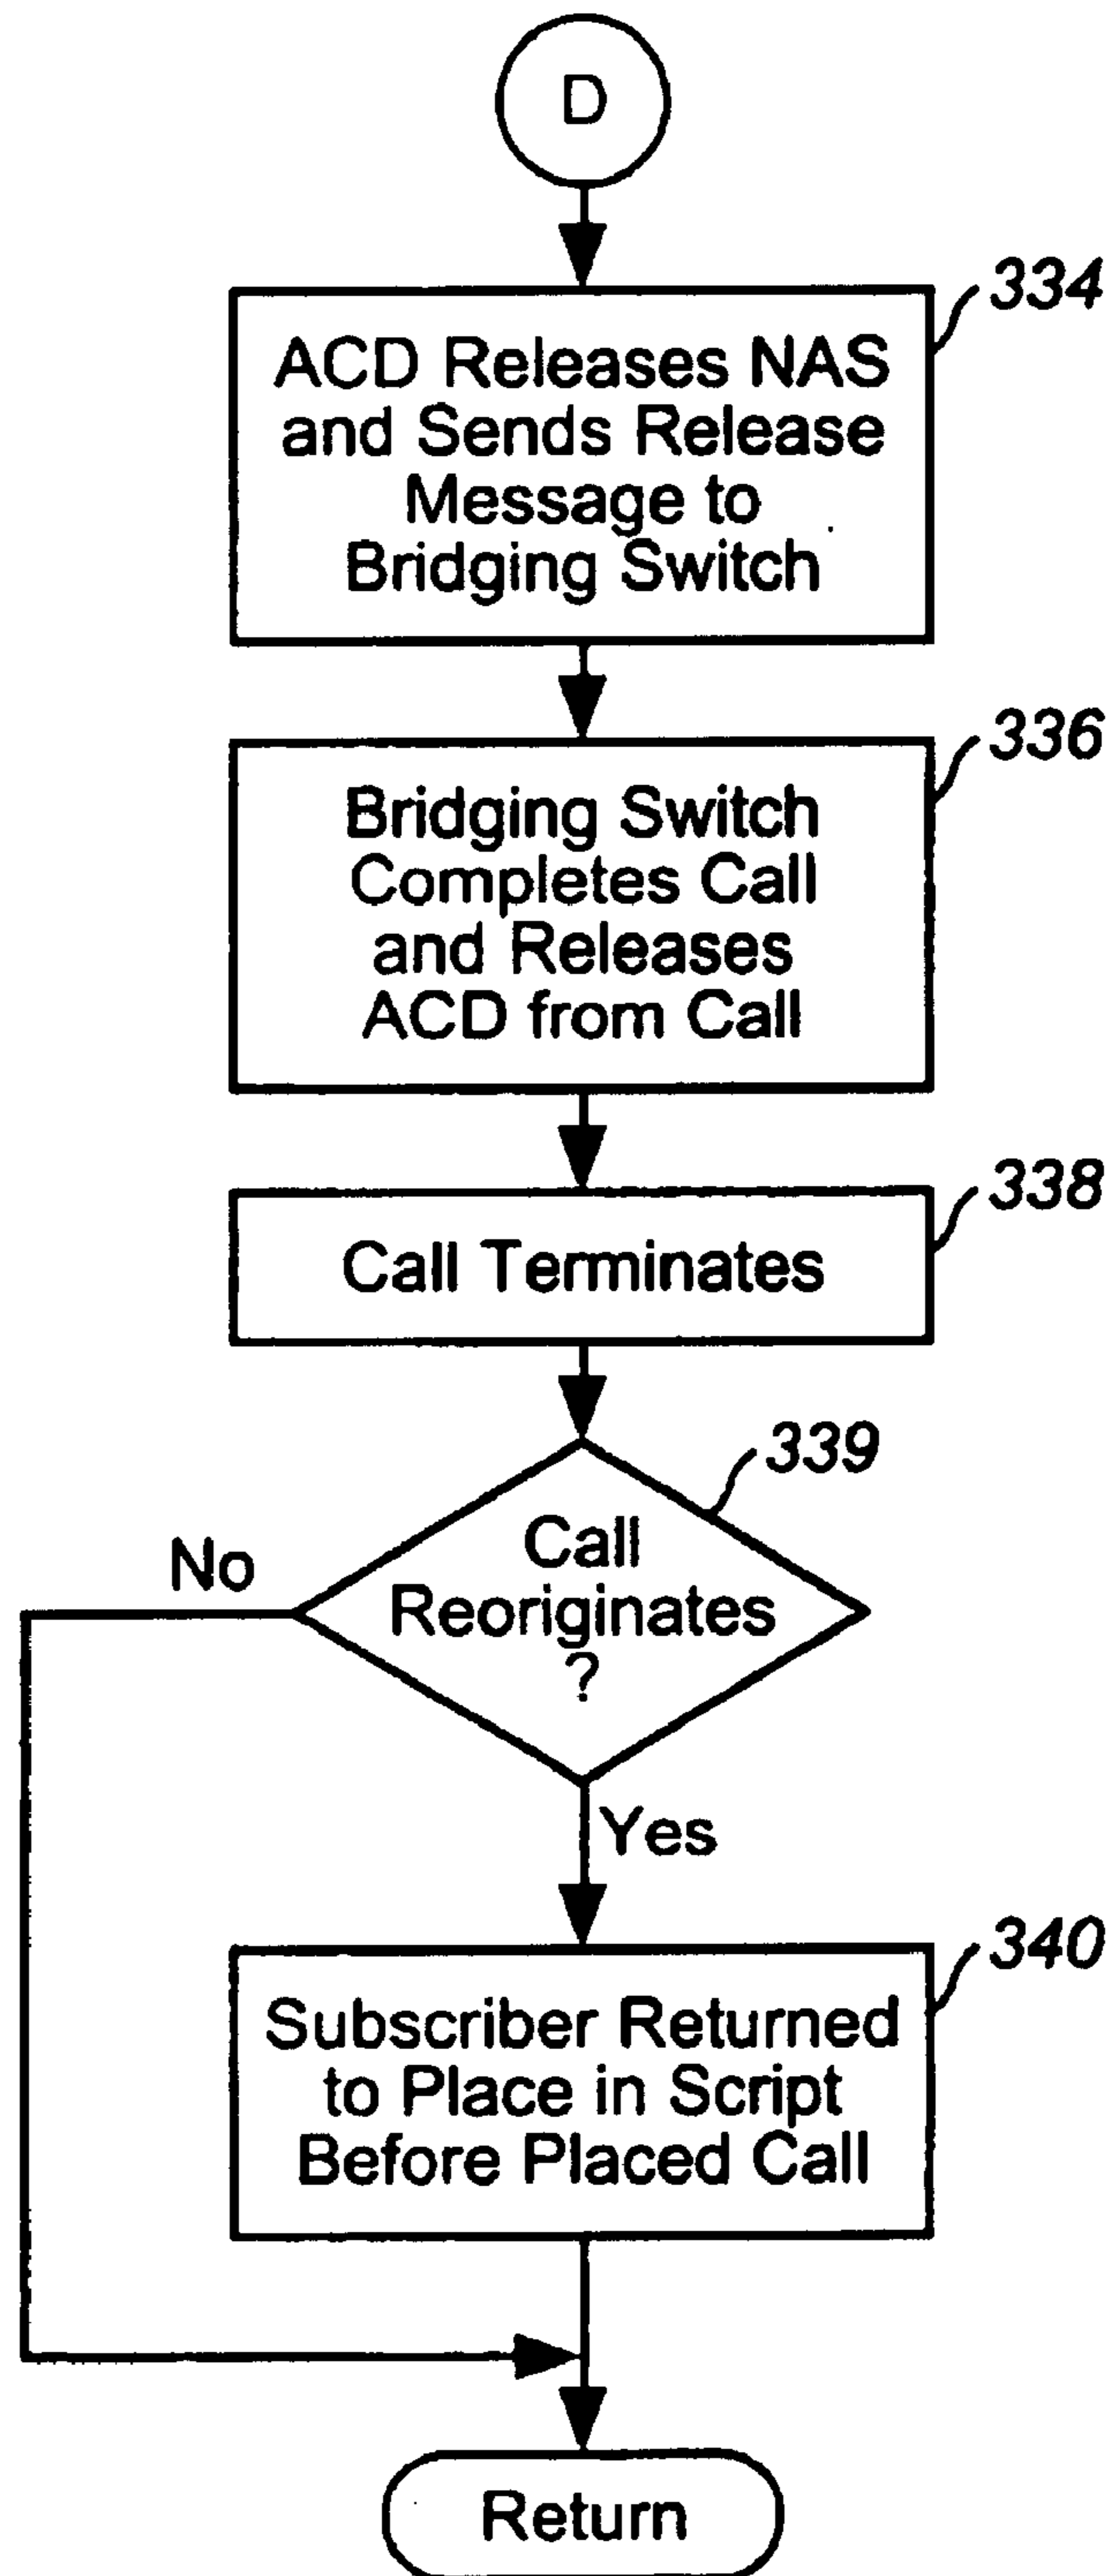 D
334
ACD Releases NAS
and Sends Release
Message to
Bridging Switch
336
Bridging Switch
Completes Call
and Releases
ACD from Call
338
Call Terminates
339
No
Call
Reoriginates
?
Yes
340
Subscriber Returned
to Place in Script
Before Placed Call
Return